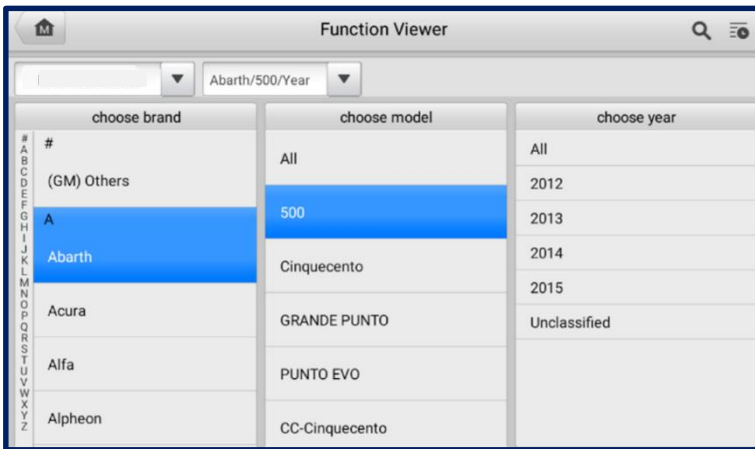 M
Function Viewer
Abarth/500/Year
choose brand
#
A
B
C
D
E
F
G
H
I
J
K
L
M
N
O
P
Q
R
S
T
U
V
W
X
Y
Z
#
(GM) Others
A
Abarth
Acura
Alfa
Alpheon
choose model
All
500
Cinquecento
GRANDE PUNTO
PUNTO EVO
CC-Cinquecento
choose year
All
2012
2013
2014
2015
Unclassified